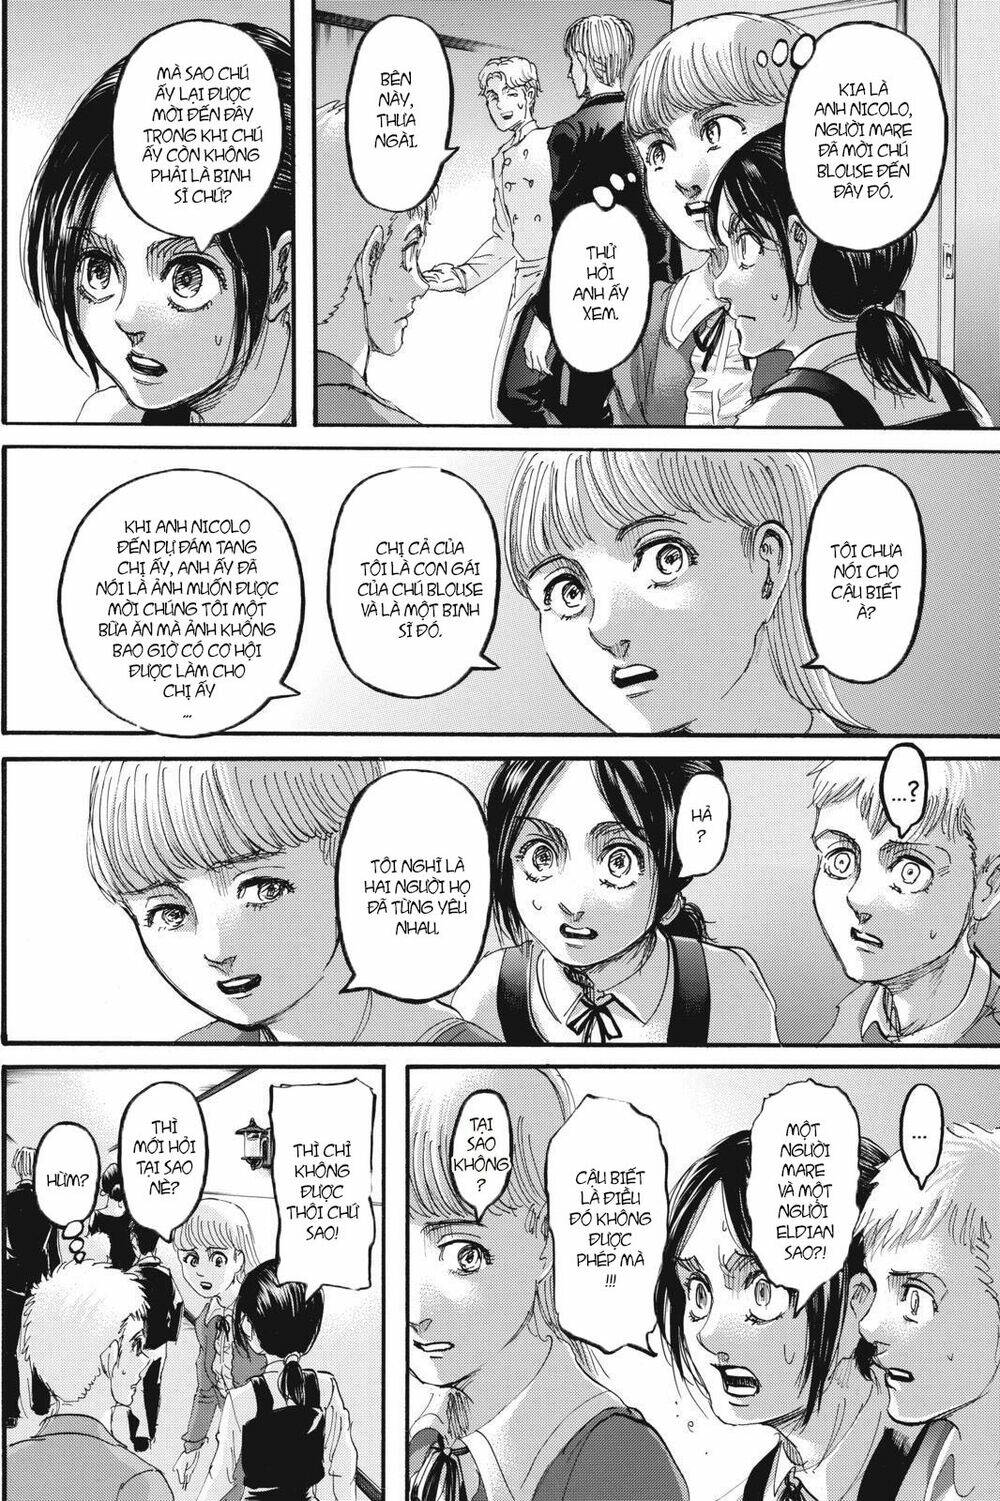 KIA LÀ
ANH NICOLO,
NGƯỜI MARE
ĐÃ MỜI CHÚ
BLOUSE ĐẾN
ĐÂY ĐÓ.
THỬ
HỎI
ANH ẤY
XEM.
BÊN
NÀY,
THƯA
NGÀI.
MÀ SAO CHÚ
ẤY LẠI ĐƯỢC
MỜI ĐẾN ĐÂY
TRONG KHI CHÚ
ẤY CÒN KHÔNG
PHẢI LÀ BINH
SĨ CHỨ?
TÔI CHƯA
NÓI CHO
CẬU BIẾT
À?
CHỊ CẢ CỦA
TÔI LÀ CON GÁI
CỦA CHÚ BLOUSE
VÀ LÀ MỘT BINH
SĨ ĐÓ.
KHI ANH NICOLO
ĐẾN DỰ ĐÁM TANG
CHỊ ẤY, ANH ẤY ĐÃ
NÓI LÀ ẢNH MUỐN ĐƯỢC
MỜI CHÚNG TÔI MỘT
BỮA ĂN MÀ ẢNH KHÔNG
BAO GIỜ CÓ CƠ HỘI
ĐƯỢC LÀM CHO
CHỊ ẤY
...
...?
HẢ
?
TÔI NGHĨ LÀ
HAI NGƯỜI HỌ
ĐÃ TỪNG YÊU
NHAU.
...
MỘT
NGƯỜI
MARE
VÀ MỘT
NGƯỜI
ELDIAN
SAO?!
CẬU BIẾT
LÀ ĐIỀU
ĐÓ KHÔNG
ĐƯỢC
PHÉP MÀ
!!!
TẠI
SAO
KHÔNG
?
THÌ CHỈ
KHÔNG
ĐƯỢC
THÔI CHỨ
SAO!
THÌ
MỚI HỎI
TẠI SAO
NÈ?
HỪM?